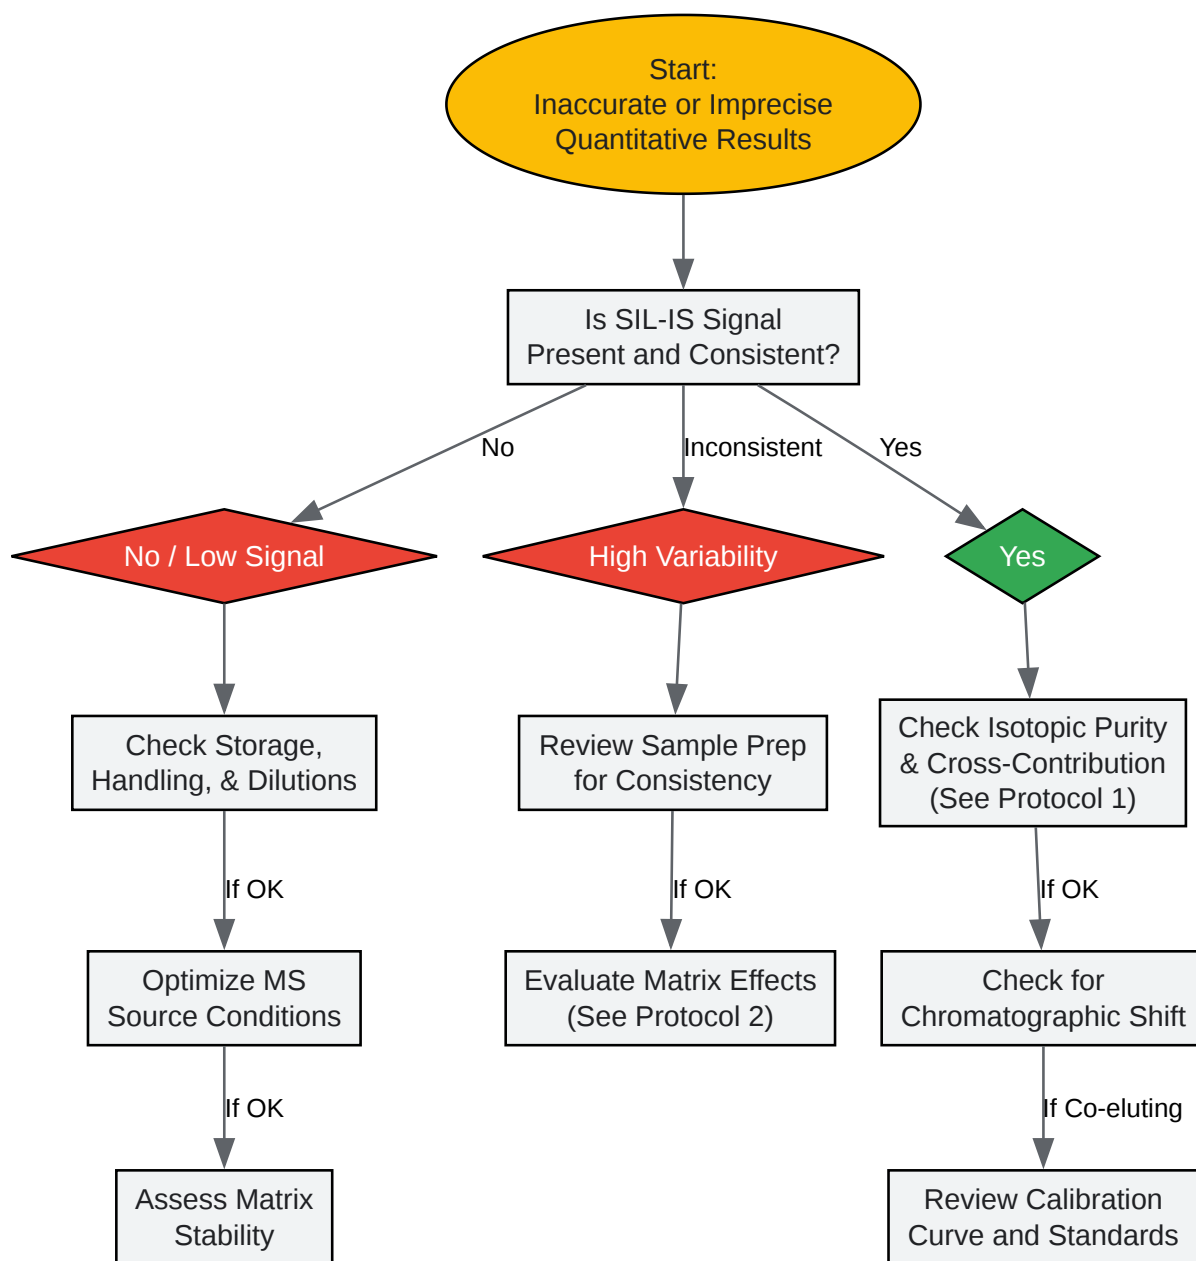 Start:
Inaccurate or Imprecise
Quantitative Results
Is SIL-IS Signal
Present and Consistent?
No
Inconsistent
Yes
No / Low Signal
High Variability
Yes
Check Storage,
Handling, & Dilutions
Review Sample Prep
for Consistency
Check Isotopic Purity
& Cross-Contribution
(See Protocol 1)
If OK
If OK
If OK
Optimize MS
Source Conditions
Evaluate Matrix Effects
(See Protocol 2)
Check for
Chromatographic Shift
If OK
If Co-eluting
Assess Matrix
Stability
Review Calibration
Curve and Standards